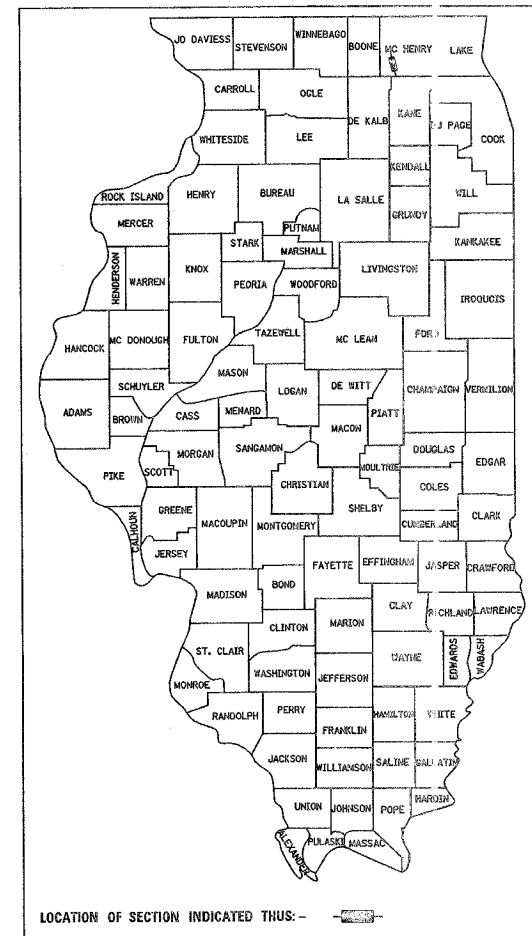 JO DAVIESS
STEVENSON
WINNEBAGO
BOONE
MC HENRY
LAKE
CARROLL
OGLE
DE KALB
KANE
COOK
WHITESIDE
LEE
PAGE
KENDALL
WILL
ROCK ISLAND
HENRY
BUREAU
LA SALLE
GRUNDY
MERCER
PUTNAM
KANKAKEE
HENDERSON
WARREN
KNOX
STARK
MARSHALL
LIVINGSTON
PEORIA
WOODFORD
IROQUOIS
HANCOCK
MC DONOUGH
FULTON
TAZEWELL
MC LEAN
FORD
MASON
SCHUYLER
LOGAN
DE WITT
CHAMPAIGN
VERMILION
ADAMS
BROWN
CASS
MENARD
MACON
PIATT
MORGAN
SANGAMON
DOUGLAS
EDGAR
PIKE
SCOTT
CHRISTIAN
MOULTRIE
COLES
GREENE
MACOUPIN
MONTGOMERY
SHELBY
CUMBERLAND
CLARK
CALHOUN
JERSEY
FAYETTE
EFFINGHAM
JASPER
CRAWFORD
MADISON
BOND
CLAY
RICHLAND
LAWRENCE
CLINTON
MARION
ST. CLAIR
WAYNE
EDWARDS
WABASH
WASHINGTON
JEFFERSON
MONROE
RANDOLPH
PERRY
HAMILTON
WHITE
FRANKLIN
JACKSON
WILLIAMSON
SALINE
GALLATIN
UNION
JOHNSON
POPE
HARDIN
ALEXANDER
PULASKI
MASSAC
LOCATION OF SECTION INDICATED THUS: -